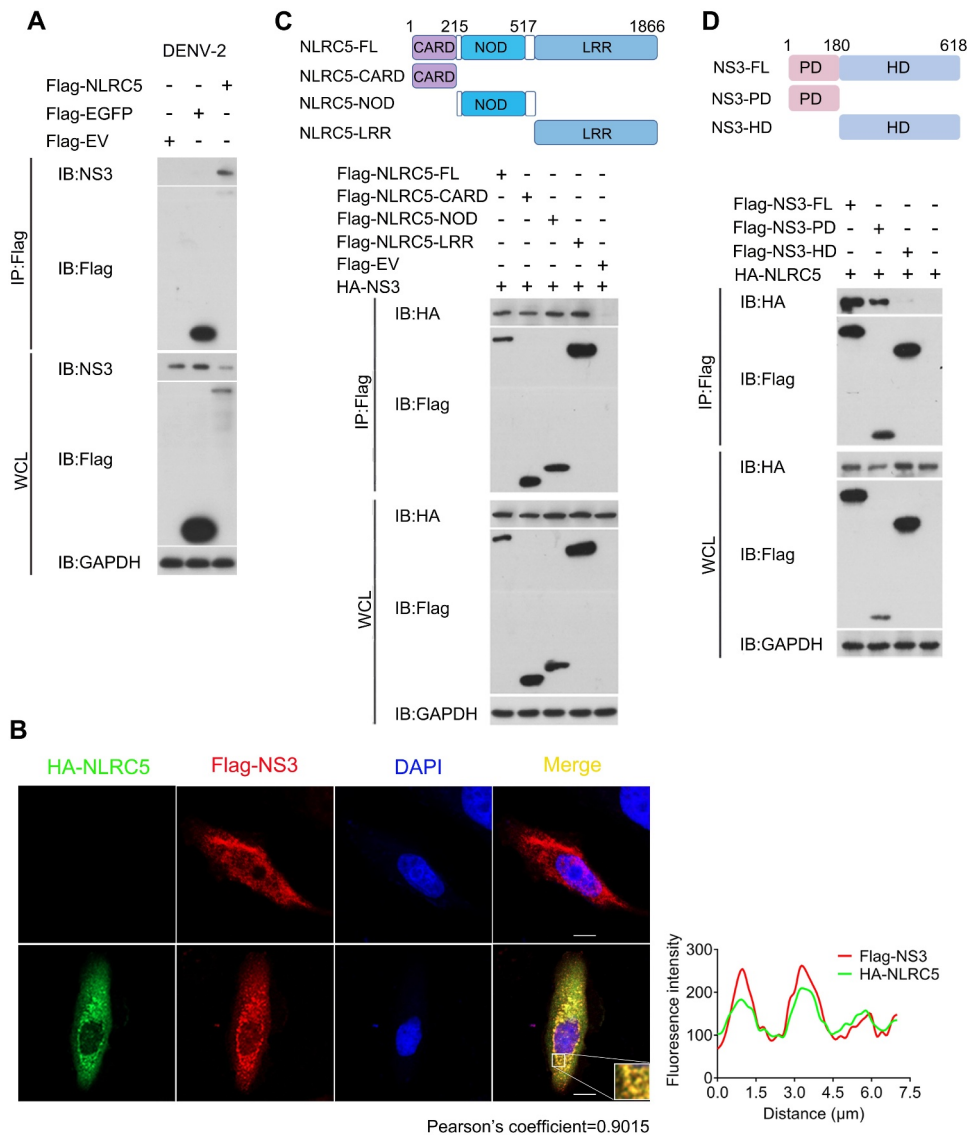 A
DENV-2
Flag-NLRC5 - - +
Flag-EGFP - + -
Flag-EV + - -
IP:Flag
IB:NS3
IB:Flag
WCL
IB:NS3
IB:Flag
IB:GAPDH
C
1 215 517 1866
NLRC5-FL CARD NOD LRR
NLRC5-CARD CARD
NLRC5-NOD NOD
NLRC5-LRR LRR
Flag-NLRC5-FL + - - - -
Flag-NLRC5-CARD - + - - -
Flag-NLRC5-NOD - - + - -
Flag-NLRC5-LRR - - - + -
Flag-EV - - - - +
HA-NS3 + + + + +
IP:Flag
IB:HA
IB:Flag
WCL
IB:HA
IB:Flag
IB:GAPDH
D
1 180 618
NS3-FL PD HD
NS3-PD PD
NS3-HD HD
Flag-NS3-FL + - - -
Flag-NS3-PD - + - -
Flag-NS3-HD - - + -
HA-NLRC5 + + + +
IP:Flag
IB:HA
IB:Flag
WCL
IB:HA
IB:Flag
IB:GAPDH
B
HA-NLRC5 Flag-NS3 DAPI Merge
Pearson's coefficient=0.9015
Fluorescence intensity
300
200
100
0
Flag-NS3
HA-NLRC5
0.0 1.5 3.0 4.5 6.0 7.5
Distance (μm)